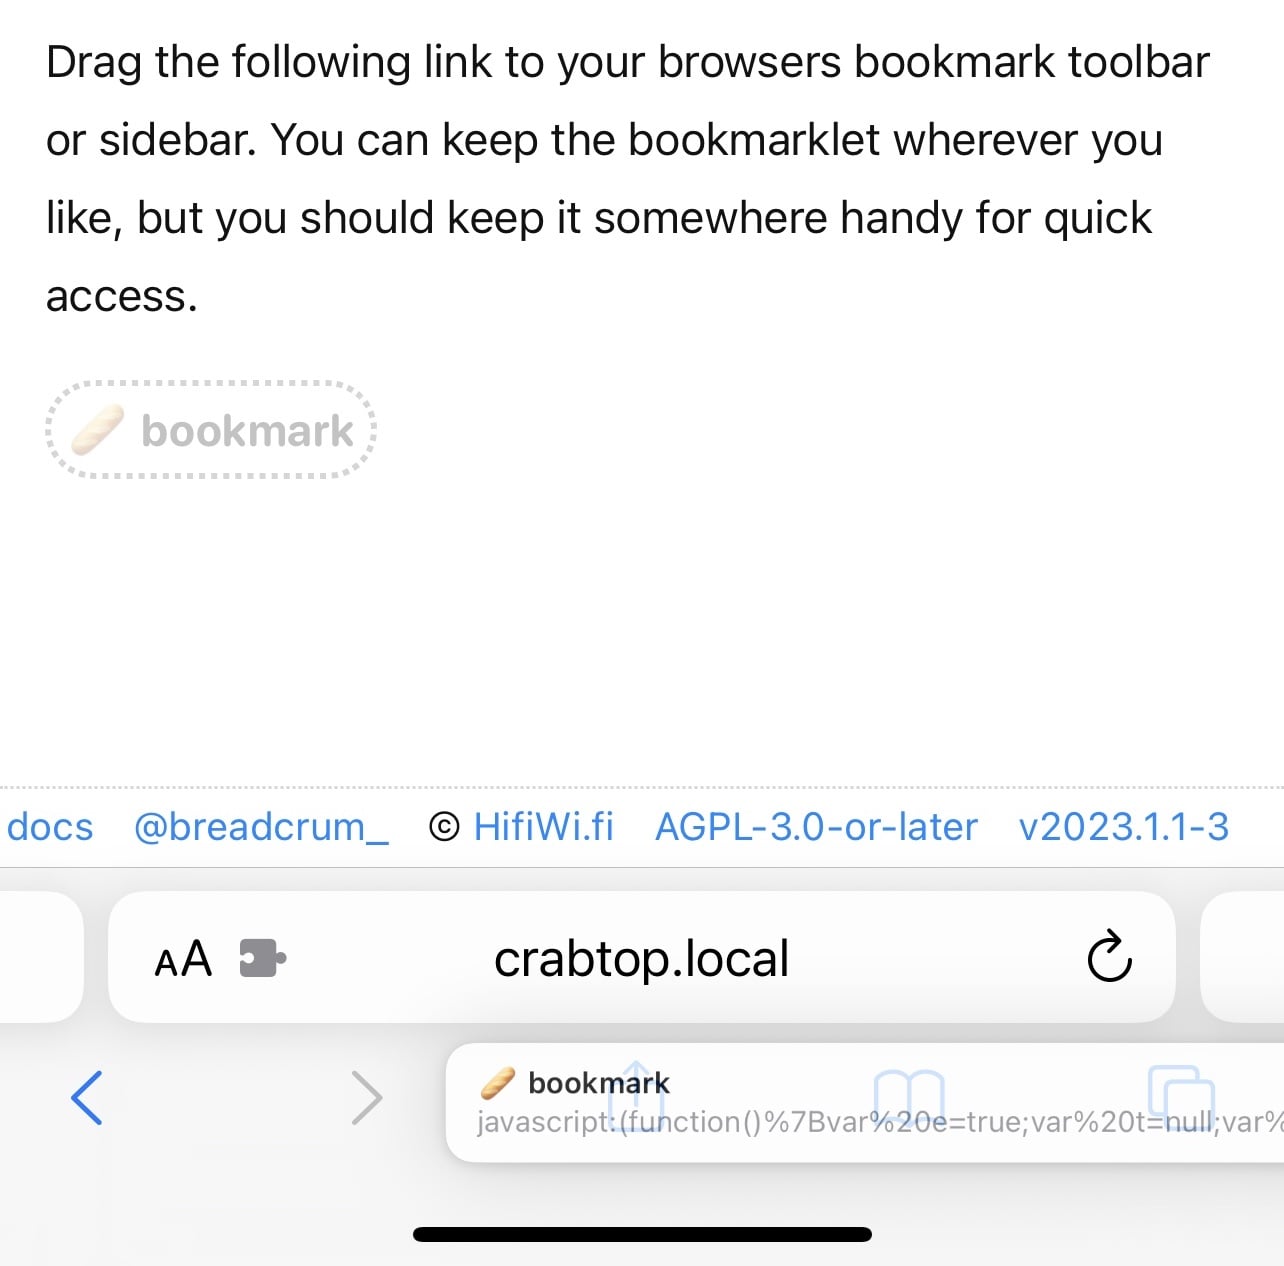 Drag the following link to your browsers bookmark toolbar
or sidebar. You can keep the bookmarklet wherever you
like, but you should keep it somewhere handy for quick
access.
🥖 bookmark
docs @breadcrum_ © HifiWi.fi AGPL-3.0-or-later v2023.1.1-3
AA crabtop.local
🥖 bookmark
javascript:(function()%7Bvar%20e=true;var%20t=null;var%